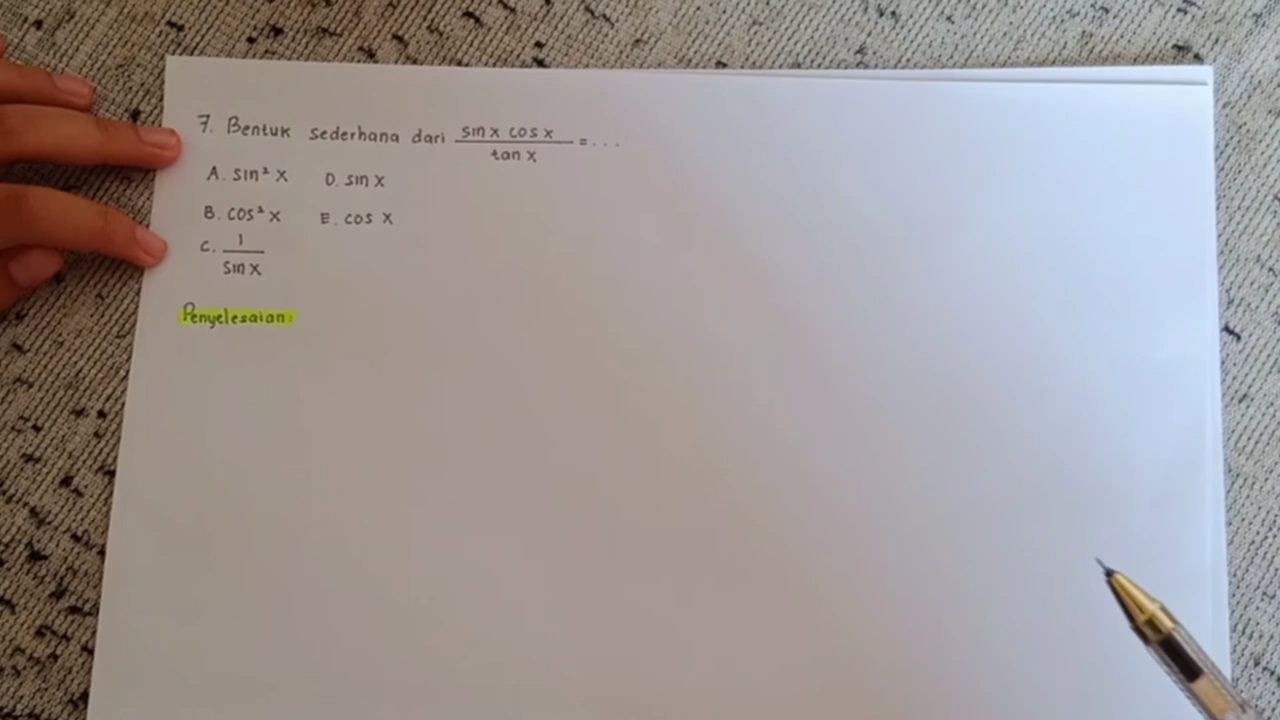 7. Bentuk sederhana dari sin x cos x / tan x = ...
A. sin² x D. sin x
B. cos² x E. cos x
C. 1 / sin x
Penyelesaian: